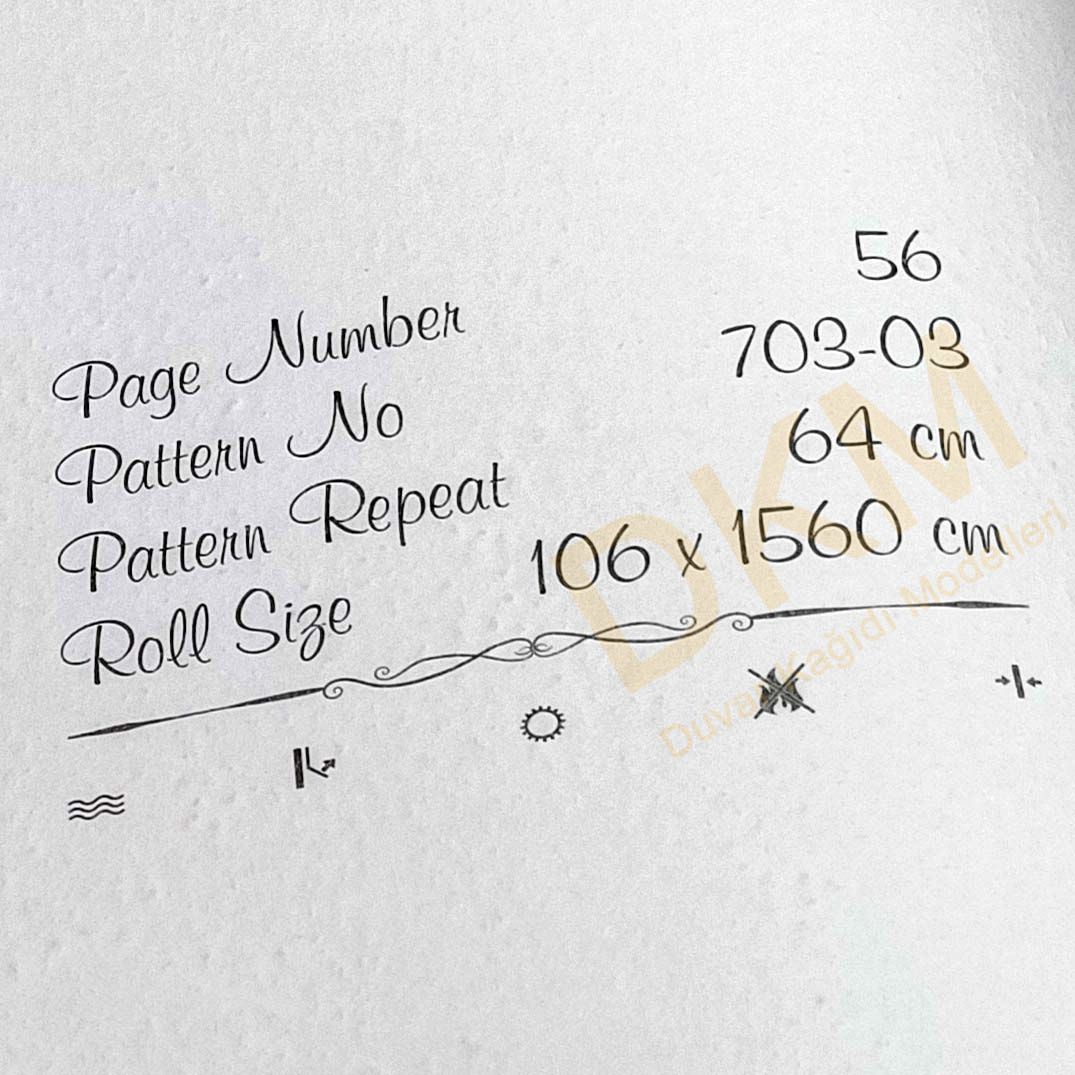 Page Number 56
Pattern No 703-03
Pattern Repeat 64 cm
Roll Size 106 x 1560 cm
DKM
Duvar Kağıdı Modelleri